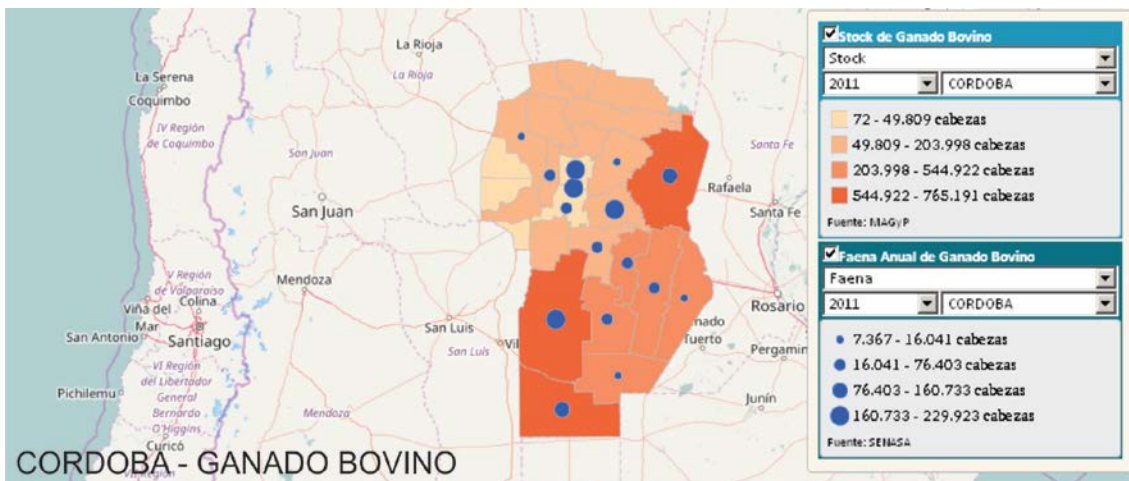 La Rioja
La Rioja
La Serena
Coquimbo
IV Región
de Coquimbo
San Juan
San Juan
Santa Fe
Rafaela
Santa Fe
Mendoza
V Región
de Valparaíso
Colina
Viña del
Mar
San Antonio
Santiago
San Luis
San Luis
Vil
Rosario
nado
Tuerto
Pergamin
Junín
VI Región
del Libertador
General
Bernardo
O'Higgins
Pichilemu
Curicó
Mendoza
CORDOBA - GANADO BOVINO
Stock de Ganado Bovino
Stock
2011 CORDOBA
72 - 49.809 cabezas
49.809 - 203.998 cabezas
203.998 - 544.922 cabezas
544.922 - 765.191 cabezas
Fuente: MAGyP
Faena Anual de Ganado Bovino
Faena
2011 CORDOBA
7.367 - 16.041 cabezas
16.041 - 76.403 cabezas
76.403 - 160.733 cabezas
160.733 - 229.923 cabezas
Fuente: SENASA